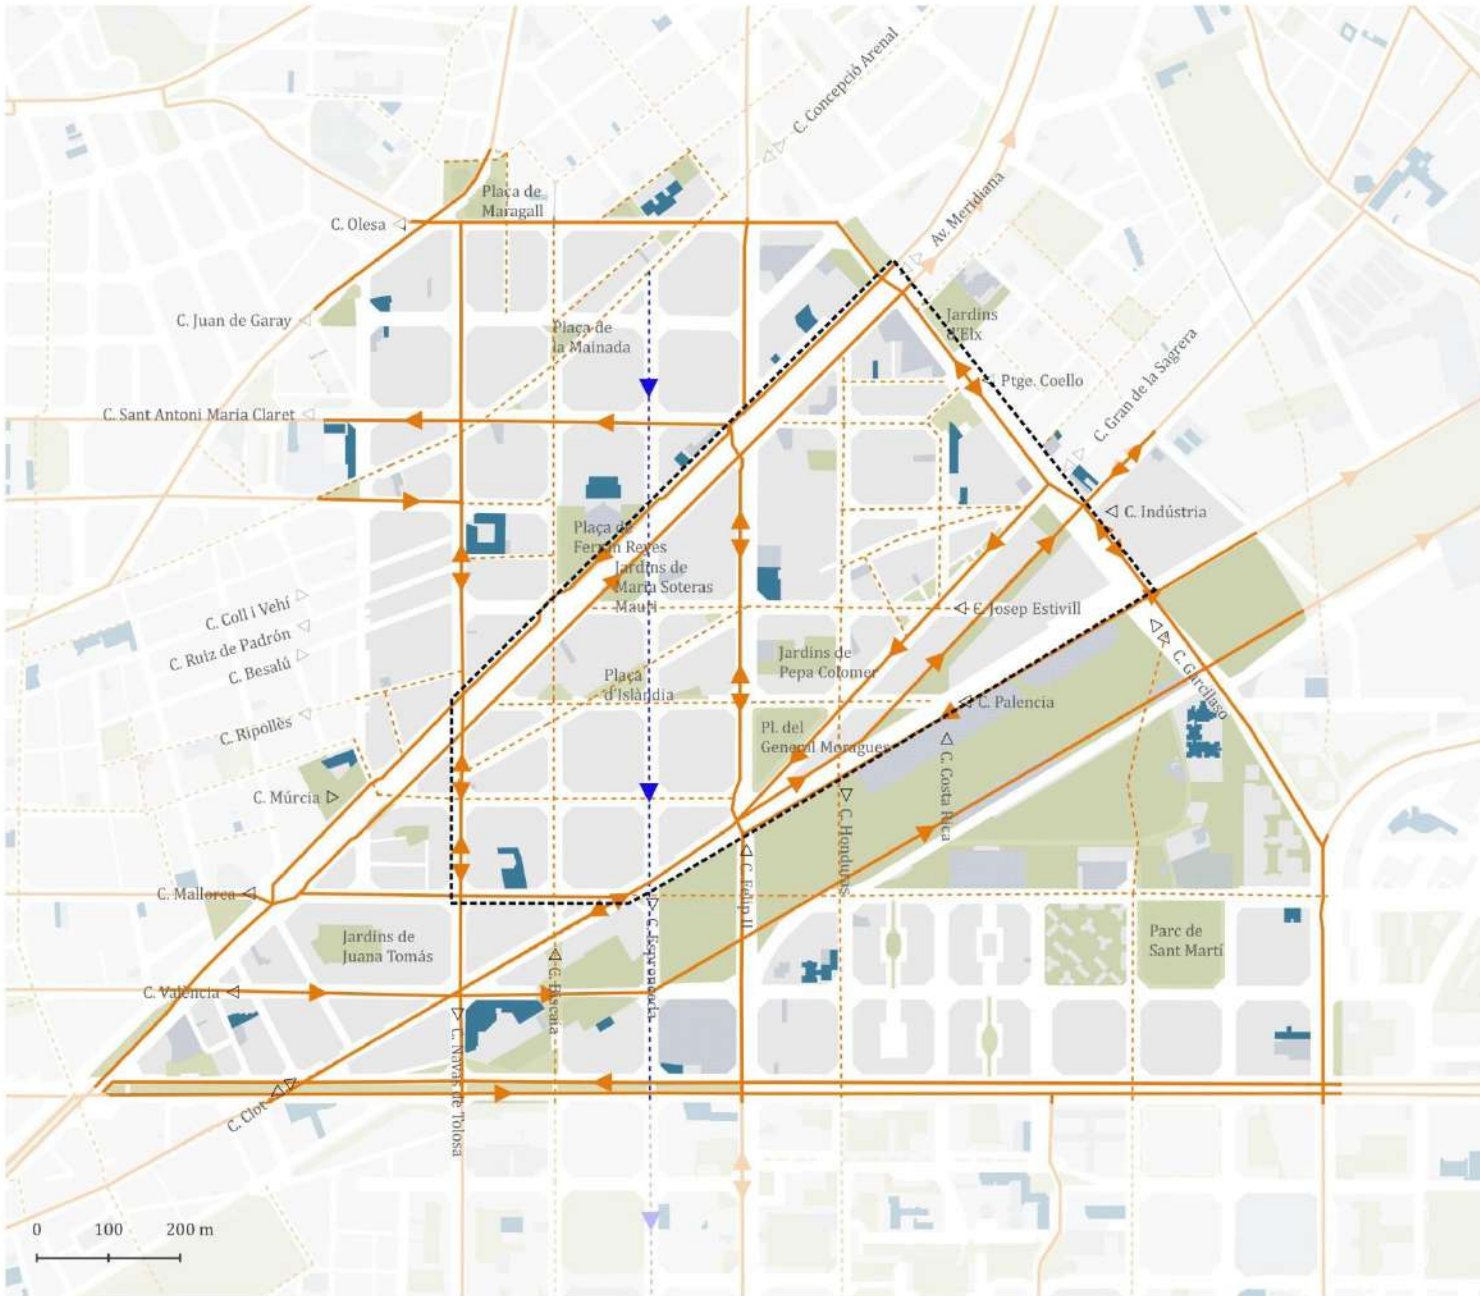 C. Concepció Arenal
Plaça de
Maragall
C. Olesa
Av. Meridiana
C. Juan de Garay
Plaça de
la Mainada
Jardins
d'Elx
Ptge. Coello
C. Gran de la Sagrera
C. Sant Antoni Maria Claret
C. Indústria
Plaça de
Ferran Reyes
Jardins de
Maria Soteras
Mauri
C. Coll i Vehí
C. Ruiz de Padrón
C. Besalú
C. Josep Estivill
Jardins de
Pepa Colomer
Plaça
d'Islàndia
C. Garcilaso
C. Palencia
C. Ripollès
Pl. del
General Moragues
C. Costa Rica
C. Múrcia
C. Honduras
C. Mallorca
C. Felip II
C. Espronceda
Jardins de
Juana Tomás
Parc de
Sant Martí
C. València
C. Biscaia
C. Navas de Tolosa
C. Clot
0 100 200 m